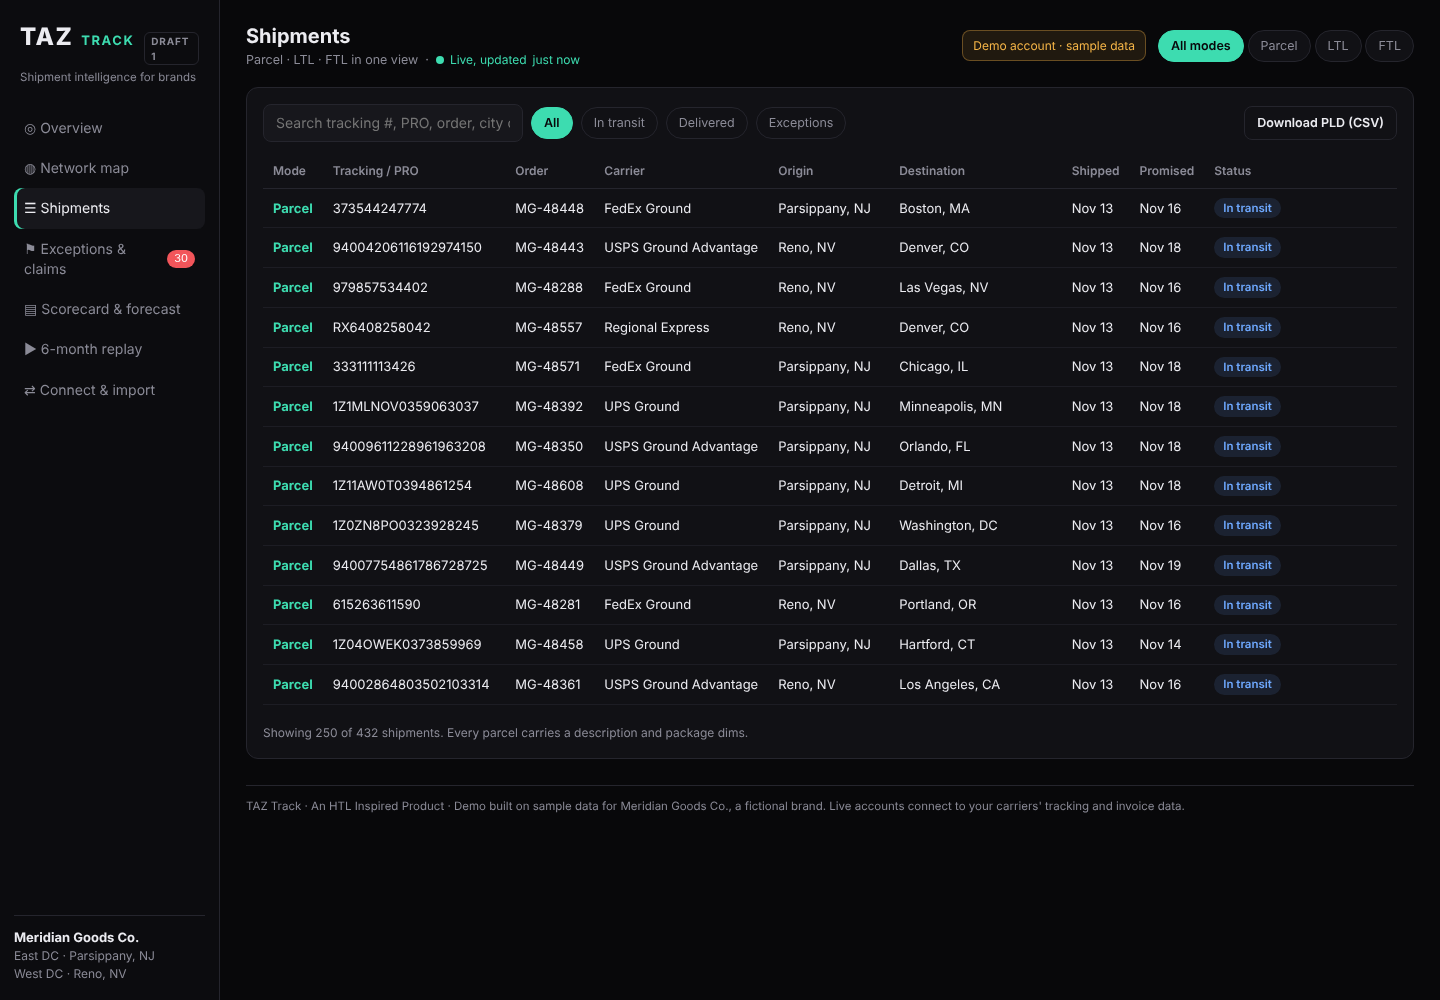 TAZ TRACK DRAFT 1
Shipment intelligence for brands
◎ Overview
◍ Network map
☰ Shipments
⚑ Exceptions & claims 30
▤ Scorecard & forecast
▶ 6-month replay
⇄ Connect & import
Meridian Goods Co.
East DC · Parsippany, NJ
West DC · Reno, NV
Shipments
Parcel · LTL · FTL in one view · ● Live, updated just now
Demo account · sample data
All modes Parcel LTL FTL
Search tracking #, PRO, order, city
All In transit Delivered Exceptions
Download PLD (CSV)
Mode Tracking / PRO Order Carrier Origin Destination Shipped Promised Status
Parcel 373544247774 MG-48448 FedEx Ground Parsippany, NJ Boston, MA Nov 13 Nov 16 In transit
Parcel 94004206116192974150 MG-48443 USPS Ground Advantage Reno, NV Denver, CO Nov 13 Nov 18 In transit
Parcel 979857534402 MG-48288 FedEx Ground Reno, NV Las Vegas, NV Nov 13 Nov 16 In transit
Parcel RX6408258042 MG-48557 Regional Express Reno, NV Denver, CO Nov 13 Nov 16 In transit
Parcel 333111113426 MG-48571 FedEx Ground Parsippany, NJ Chicago, IL Nov 13 Nov 18 In transit
Parcel 1Z1MLNOV0359063037 MG-48392 UPS Ground Parsippany, NJ Minneapolis, MN Nov 13 Nov 18 In transit
Parcel 94009611228961963208 MG-48350 USPS Ground Advantage Parsippany, NJ Orlando, FL Nov 13 Nov 18 In transit
Parcel 1Z11AW0T0394861254 MG-48608 UPS Ground Parsippany, NJ Detroit, MI Nov 13 Nov 18 In transit
Parcel 1Z0ZN8PO0323928245 MG-48379 UPS Ground Parsippany, NJ Washington, DC Nov 13 Nov 16 In transit
Parcel 94007754861786728725 MG-48449 USPS Ground Advantage Parsippany, NJ Dallas, TX Nov 13 Nov 19 In transit
Parcel 615263611590 MG-48281 FedEx Ground Reno, NV Portland, OR Nov 13 Nov 16 In transit
Parcel 1Z04OWEK0373859969 MG-48458 UPS Ground Parsippany, NJ Hartford, CT Nov 13 Nov 14 In transit
Parcel 94002864803502103314 MG-48361 USPS Ground Advantage Reno, NV Los Angeles, CA Nov 13 Nov 16 In transit
Showing 250 of 432 shipments. Every parcel carries a description and package dims.
TAZ Track · An HTL Inspired Product · Demo built on sample data for Meridian Goods Co., a fictional brand. Live accounts connect to your carriers' tracking and invoice data.